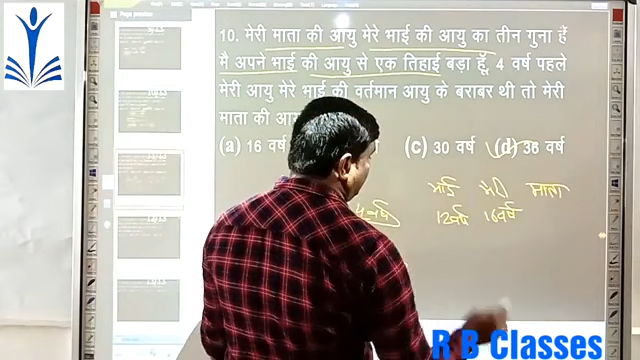 10. मेरी माता की आयु मेरे भाई की आयु का तीन गुना हैं
मै अपने भाई की आयु से एक तिहाई बड़ा हूँ, 4 वर्ष पहले
मेरी आयु मेरे भाई की वर्तमान आयु के बराबर थी तो मेरी
माता की
(a) 16 वर्ष (c) 30 वर्ष (d) 36 वर्ष
भाई मेरी माता
12वर्ष 16वर्ष
R B Classes